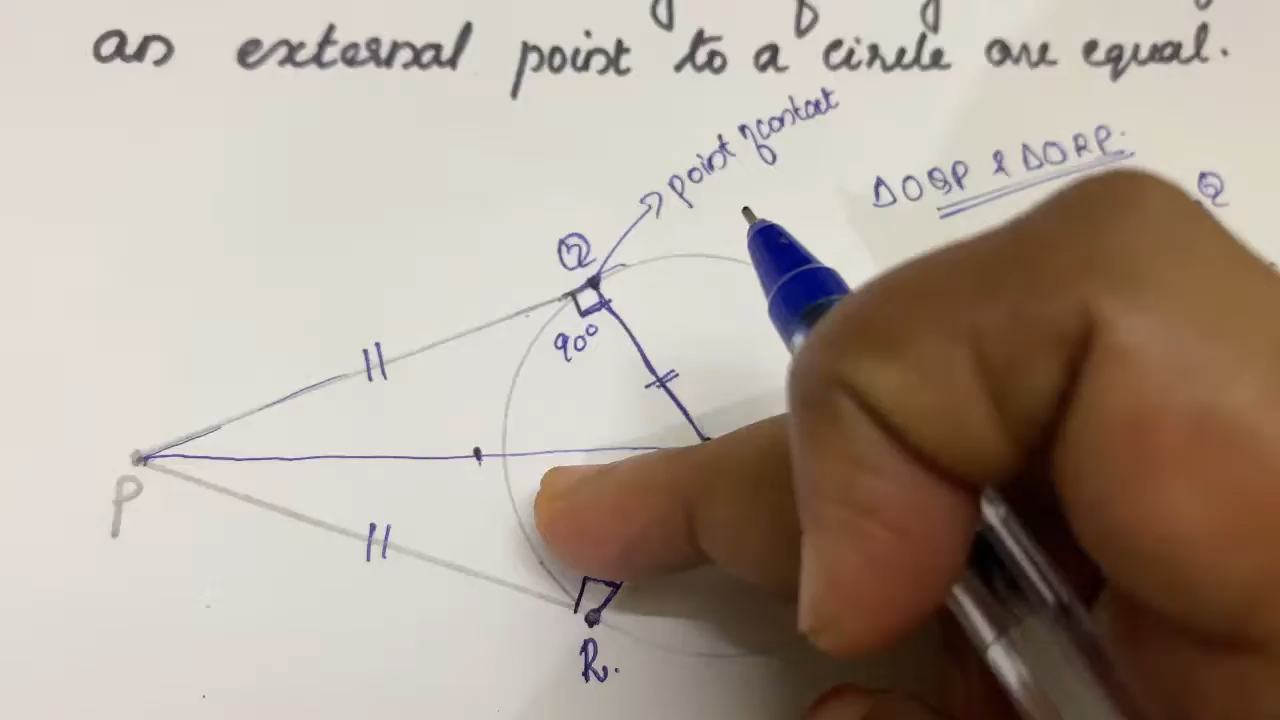 an external point to a circle are equal.
point of contact
ΔOQP & ΔORP.
Q
Q
90°
P
R.